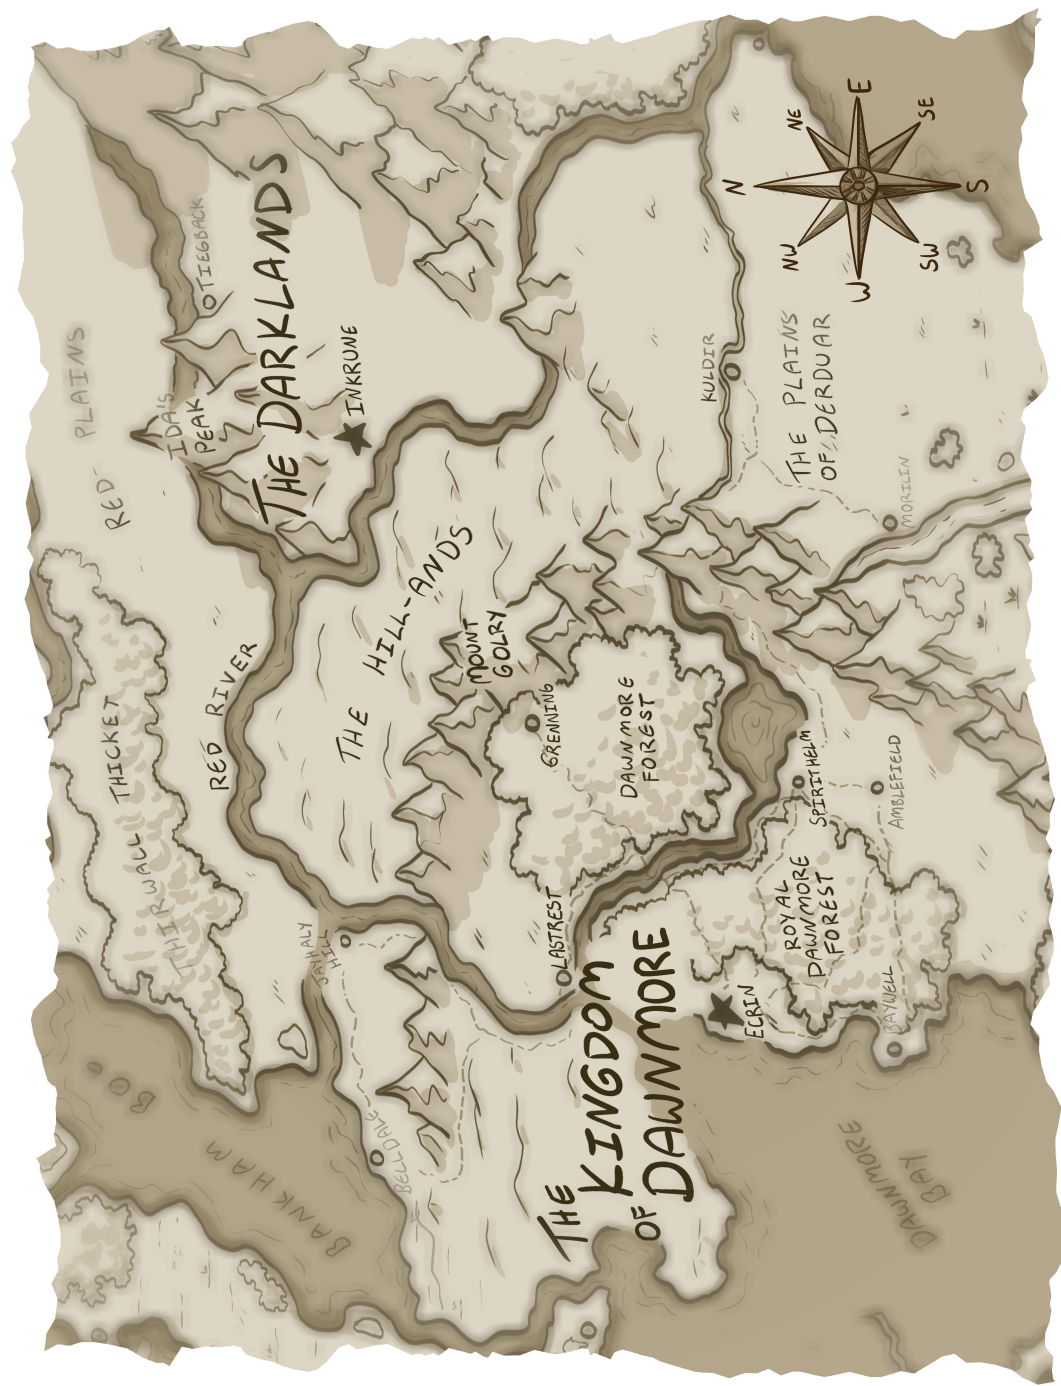 RED PLAINS
THIRWALL THICKET
BANKHAM BOG
IDA'S
PEAK
TIEGBACK
RED RIVER
THE DARKLANDS
INKRUNE
HILL
BELLDALE
THE HILL-ANDS
MOUNT
GOLRY
GRENNING
LASTREST
DAWNMORE
FOREST
THE KINGDOM
OF DAWNMORE
KULDIR
ECRIN
SPIRITHELM
ROYAL
DAWNMORE
FOREST
THE PLAINS
OF DERDUAR
MORILIN
AMBLEFIELD
BAYWELL
DAWNMORE
BAY
N
NE
E
SE
S
SW
W
NW